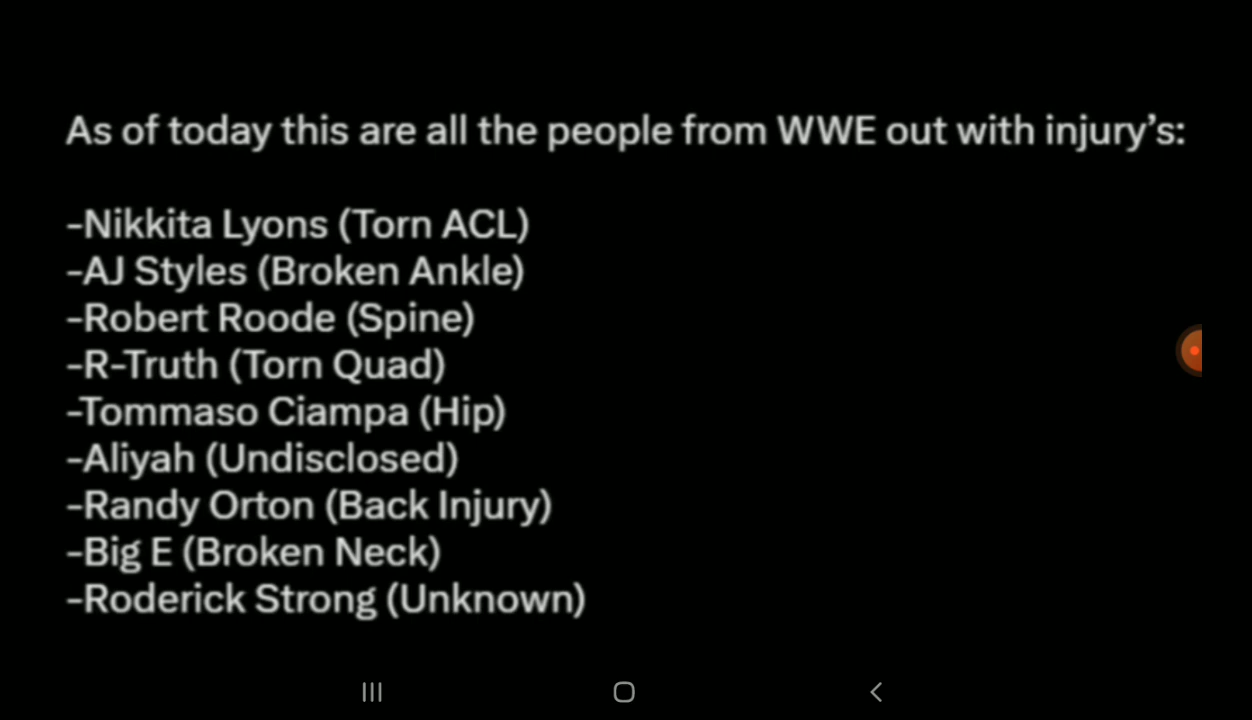 As of today this are all the people from WWE out with injury’s:
-Nikkita Lyons (Torn ACL)
-AJ Styles (Broken Ankle)
-Robert Roode (Spine)
-R-Truth (Torn Quad)
-Tommaso Ciampa (Hip)
-Aliyah (Undisclosed)
-Randy Orton (Back Injury)
-Big E (Broken Neck)
-Roderick Strong (Unknown)